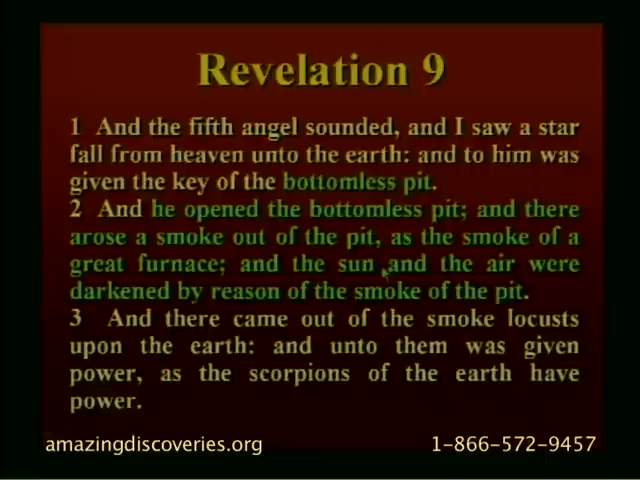 Revelation 9
1 And the fifth angel sounded, and I saw a star
fall from heaven unto the earth: and to him was
given the key of the bottomless pit.
2 And he opened the bottomless pit; and there
arose a smoke out of the pit, as the smoke of a
great furnace; and the sun and the air were
darkened by reason of the smoke of the pit.
3 And there came out of the smoke locusts
upon the earth: and unto them was given
power, as the scorpions of the earth have
power.
amazingdiscoveries.org 1-866-572-9457